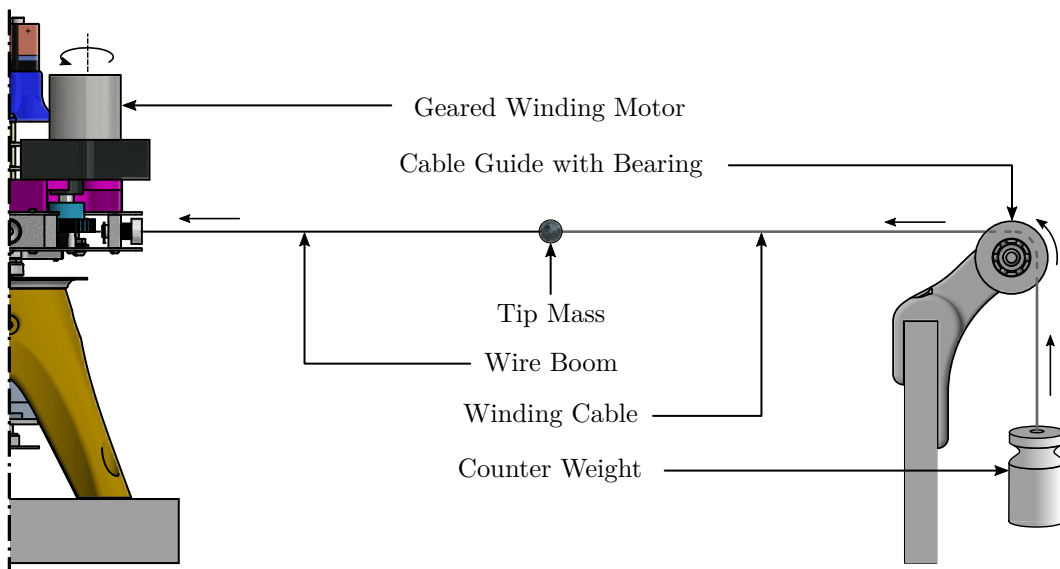 Geared Winding Motor
Cable Guide with Bearing
Tip Mass
Wire Boom
Winding Cable
Counter Weight